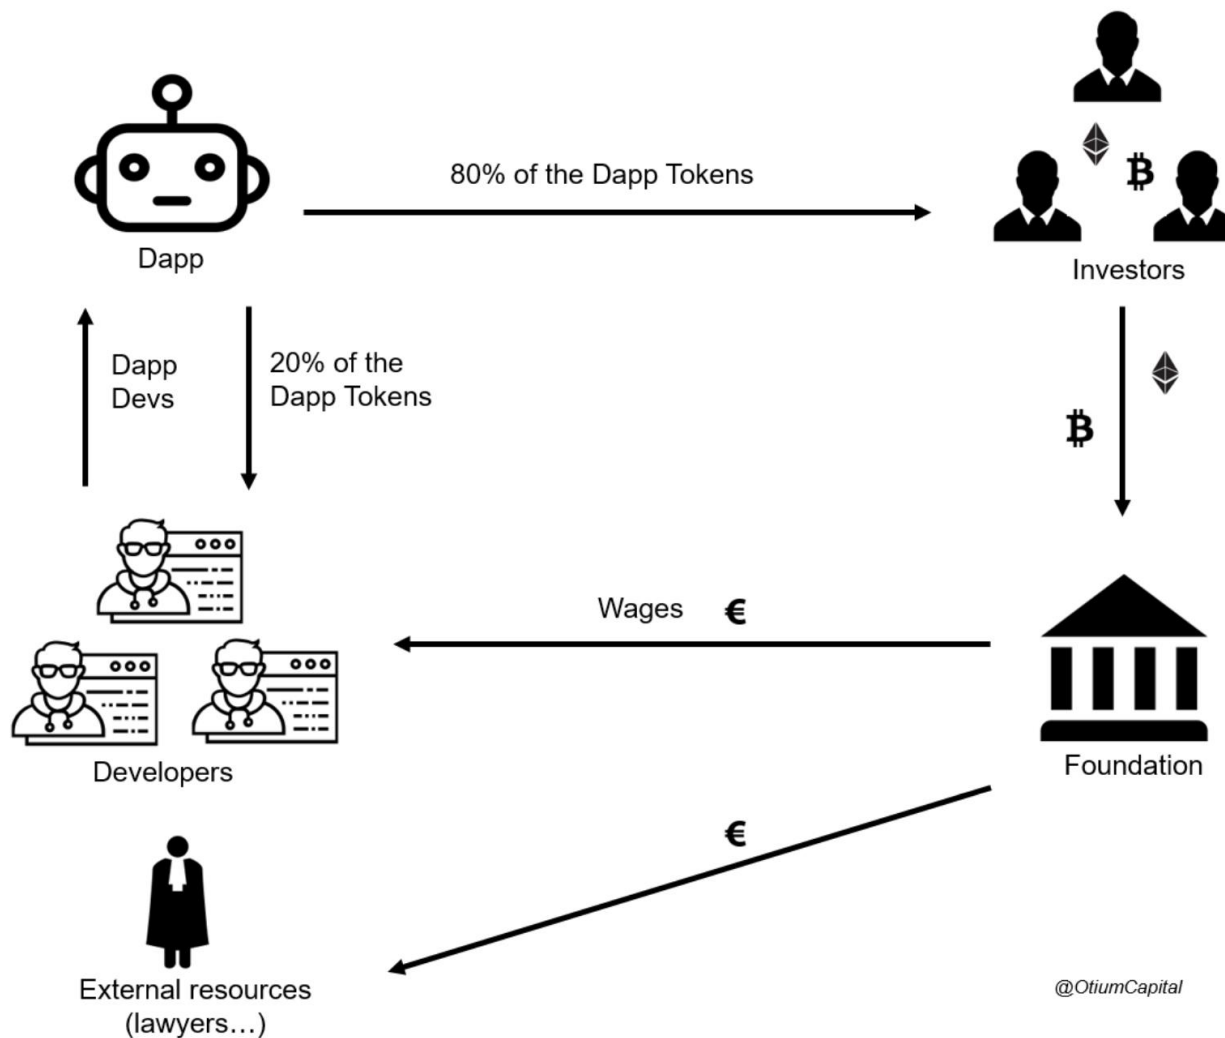 80% of the Dapp Tokens
Dapp
Investors
Dapp
Devs
20% of the
Dapp Tokens
₿
₿
Wages €
Developers
Foundation
€
External resources
(lawyers…)
@OtiumCapital